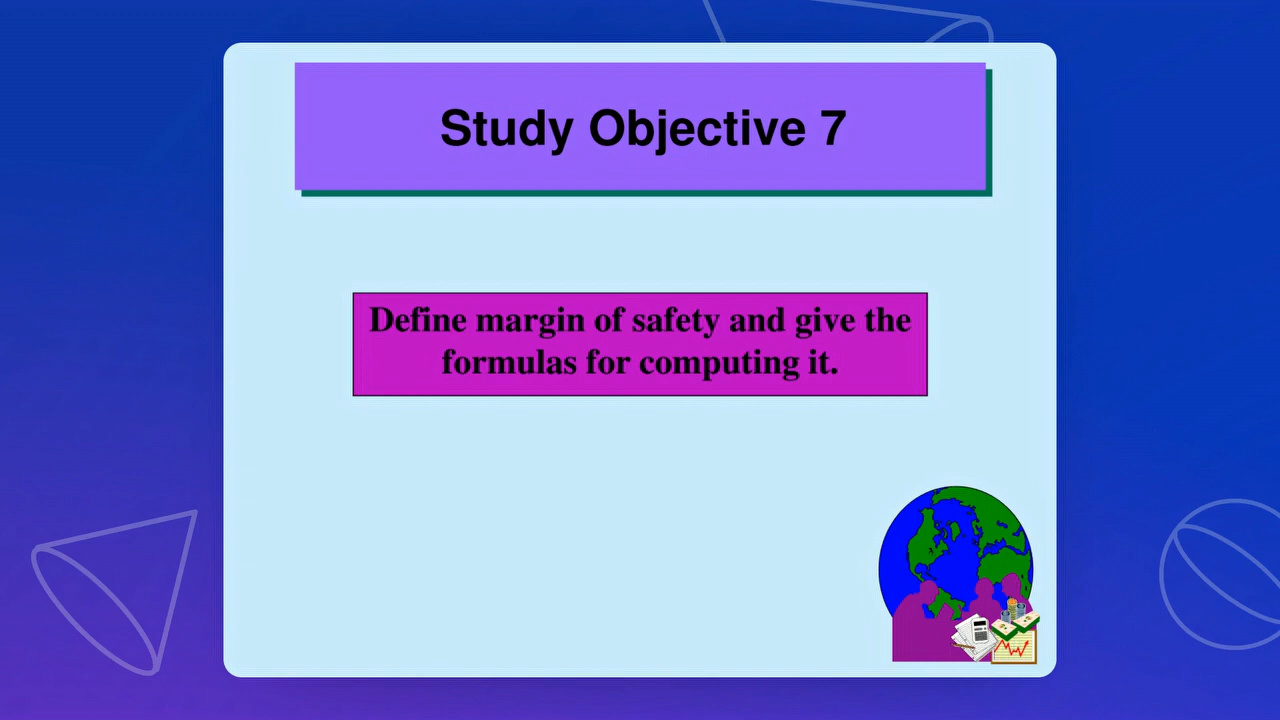 Study Objective 7
Define margin of safety and give the
formulas for computing it.